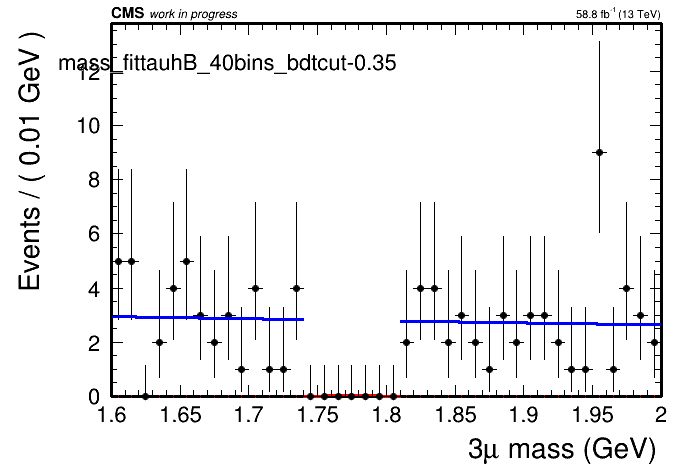 CMS work in progress
58.8 fb-1 (13 TeV)
mass_fittauhB_40bins_bdtcut-0.35
Events / ( 0.01 GeV )
12
10
8
6
4
2
0
1.6 1.65 1.7 1.75 1.8 1.85 1.9 1.95 2
3μ mass (GeV)